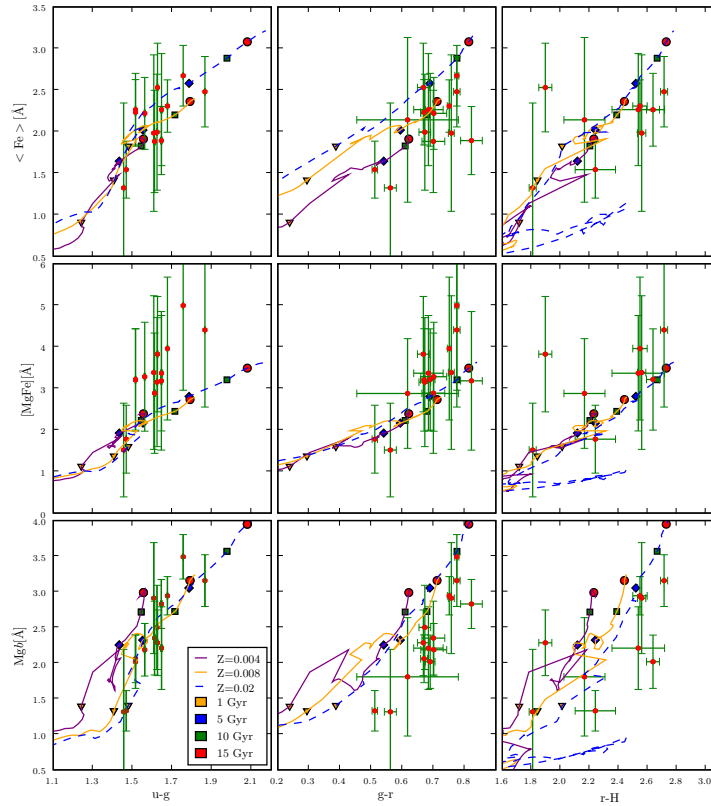 3.5
3.0
2.5
2.0
1.5
1.0
0.5
< Fe > [Å]
6
5
4
3
2
1
0
[MgFe][Å]
4.0
3.5
3.0
2.5
2.0
1.5
1.0
0.5
Mgb[Å]
Z=0.004
Z=0.008
Z=0.02
1 Gyr
5 Gyr
10 Gyr
15 Gyr
1.1 1.3 1.5 1.7 1.9 2.1
0.2 0.3 0.4 0.5 0.6 0.7 0.8
1.6 1.8 2.0 2.2 2.4 2.6 2.8
u-g
g-r
r-H